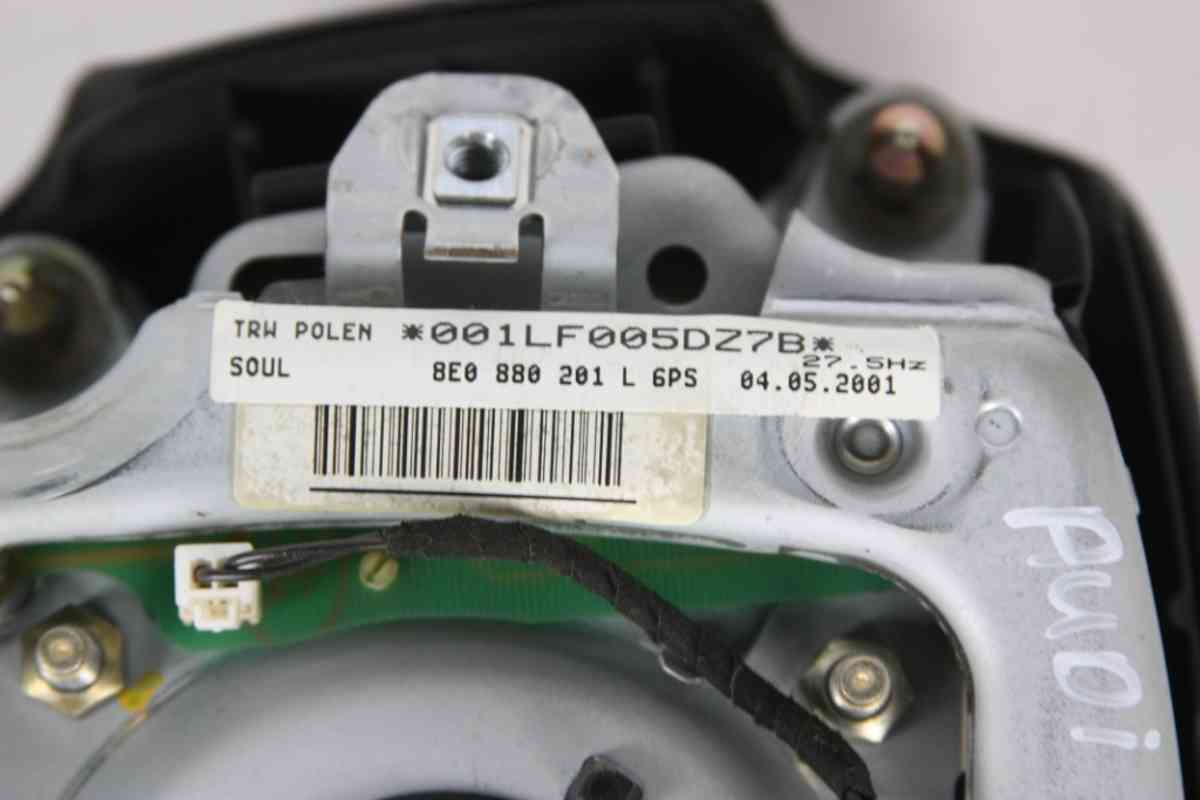 TRW POLEN *001LF005DZ7B*
27.5Hz
SOUL 8E0 880 201 L 6PS 04.05.2001
AUDi